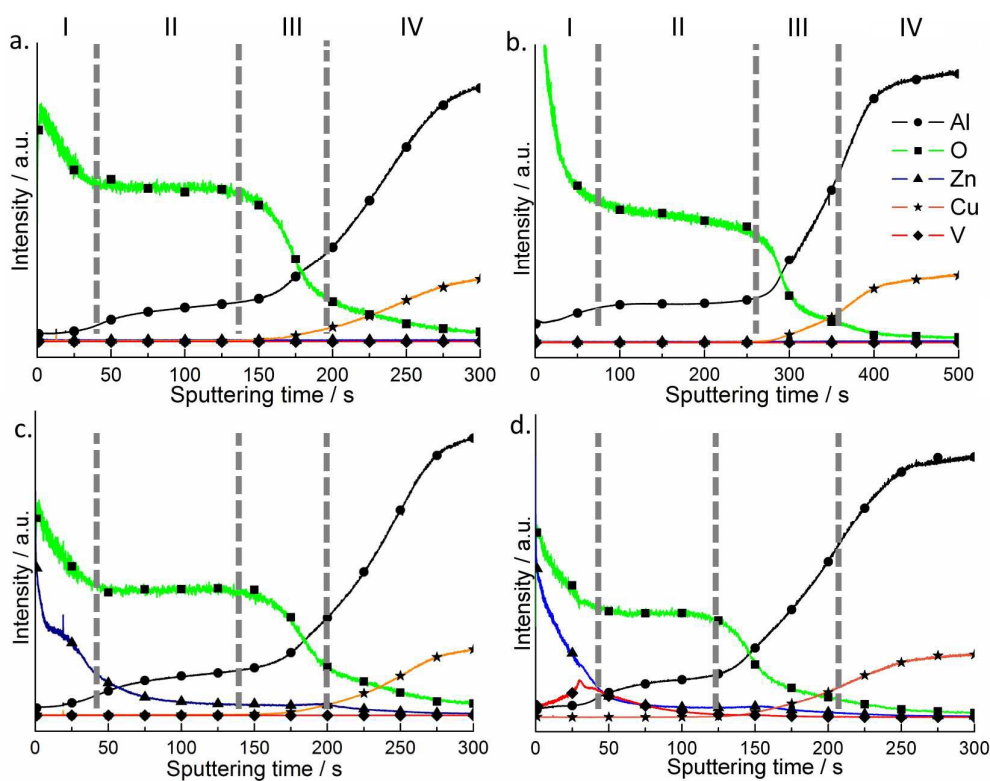 I II III IV
a.
Intensity / a.u.
0 50 100 150 200 250 300
Sputtering time / s
I II III IV
b.
Al
O
Zn
Cu
V
Intensity / a.u.
0 100 200 300 400 500
Sputtering time / s
c.
Intensity / a.u.
0 50 100 150 200 250 300
Sputtering time / s
d.
Intensity / a.u.
0 50 100 150 200 250 300
Sputtering time / s